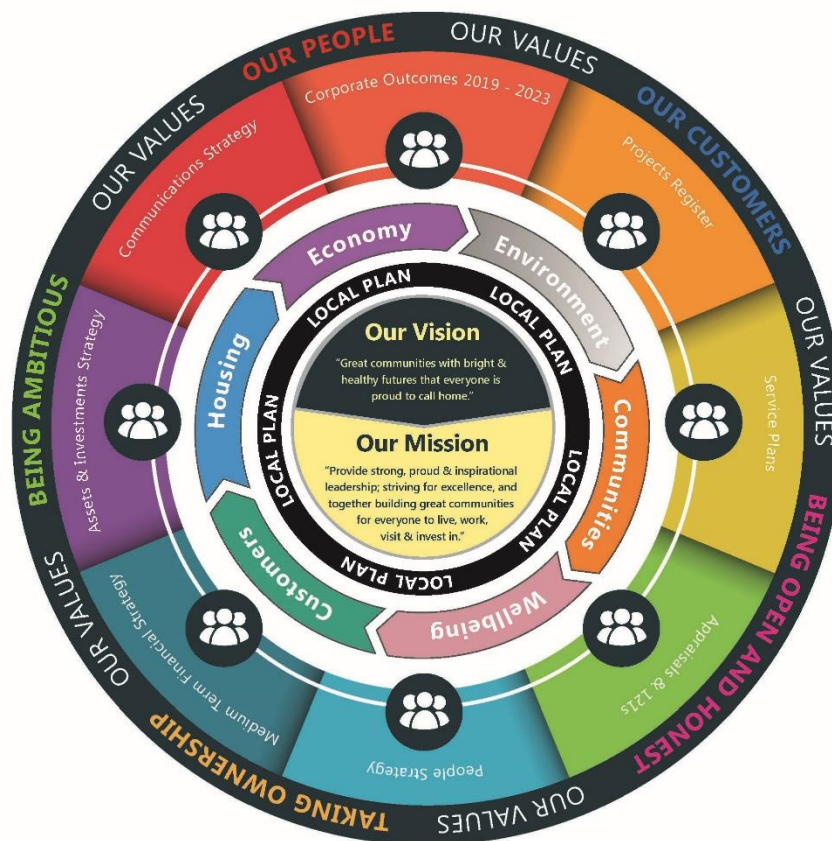 OUR PEOPLE
OUR VALUES
OUR CUSTOMERS
OUR VALUES
BEING OPEN AND HONEST
OUR VALUES
TAKING OWNERSHIP
OUR VALUES
BEING AMBITIOUS
OUR VALUES
Corporate Outcomes 2019 - 2023
Projects Register
Service Plans
Appraisals & 121s
People Strategy
Medium Term Financial Strategy
Assets & Investments Strategy
Communications Strategy
Economy
Environment
Communities
Wellbeing
Customers
Housing
LOCAL PLAN
LOCAL PLAN
LOCAL PLAN
LOCAL PLAN
LOCAL PLAN
Our Vision
"Great communities with bright &
healthy futures that everyone is
proud to call home."
Our Mission
"Provide strong, proud & inspirational
leadership; striving for excellence, and
together building great communities
for everyone to live, work,
visit & invest in."